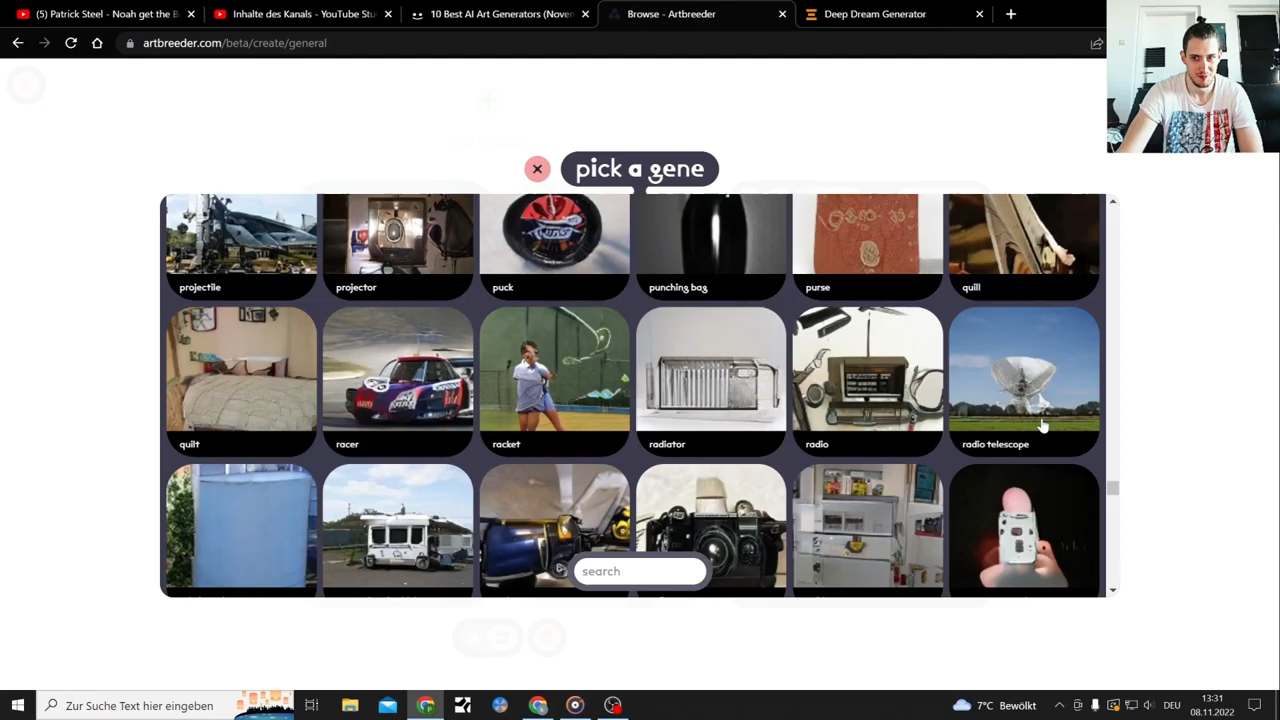 (5) Patrick Steel - Noah get the B
Inhalte des Kanals - YouTube Stu
10 Best AI Art Generators (Novem
Browse - Artbreeder
Deep Dream Generator
artbreeder.com/beta/create/general
pick a gene
projectile
projector
puck
punching bag
purse
quill
quilt
racer
racket
radiator
radio
radio telescope
search
Zur Suche Text hier eingeben
7°C Bewölkt
DEU
13:31
08.11.2022